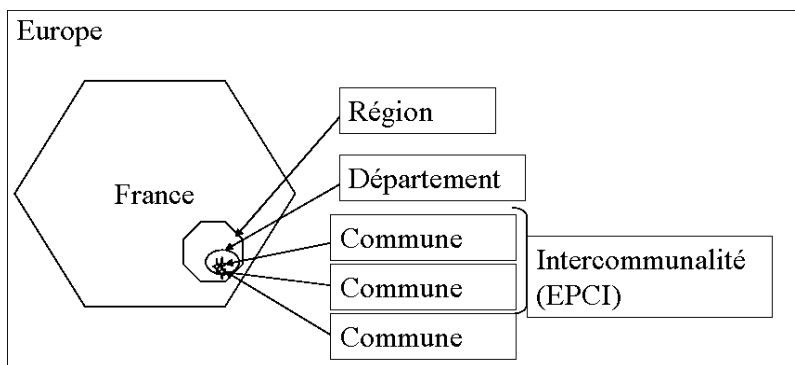 Europe
Région
France
Département
Commune
Commune
Commune
Intercommunalité
(EPCI)